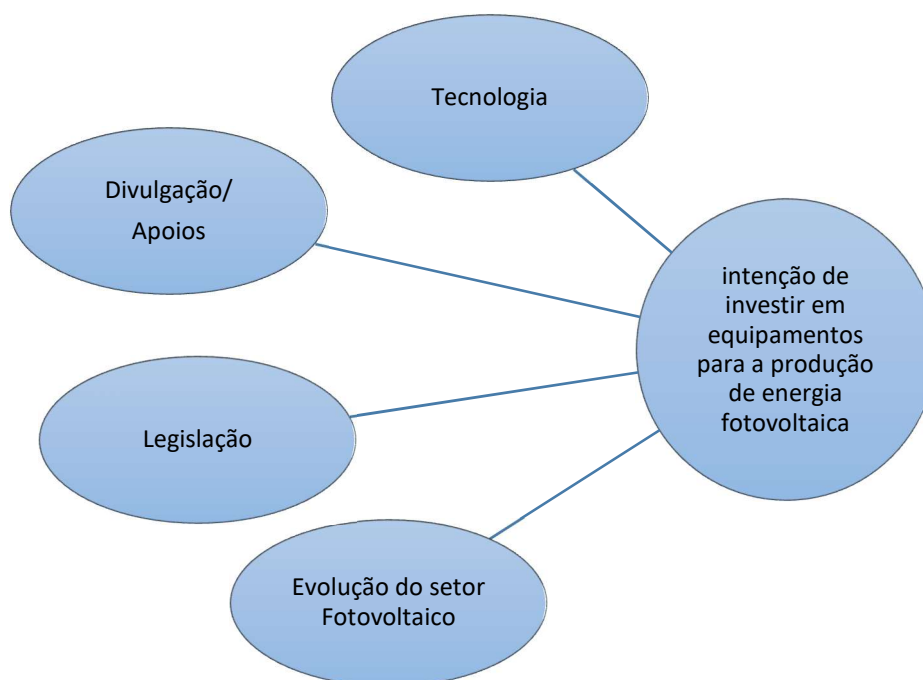 Tecnologia
Divulgação/
Apoios
intenção de
investir em
equipamentos
para a produção
de energia
fotovoltaica
Legislação
Evolução do setor
Fotovoltaico